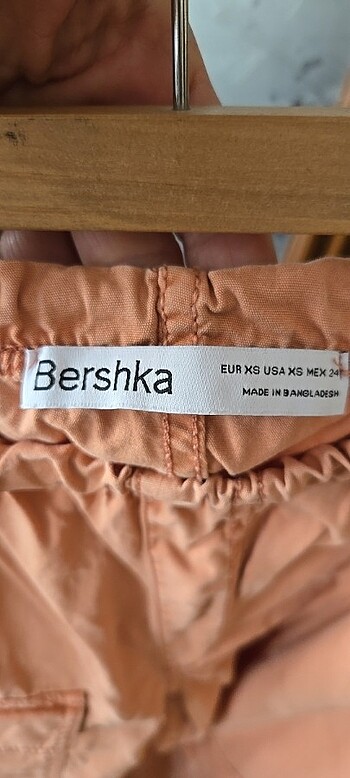 Bershka
EUR XS USA XS MEX 24
MADE IN BANGLADESH